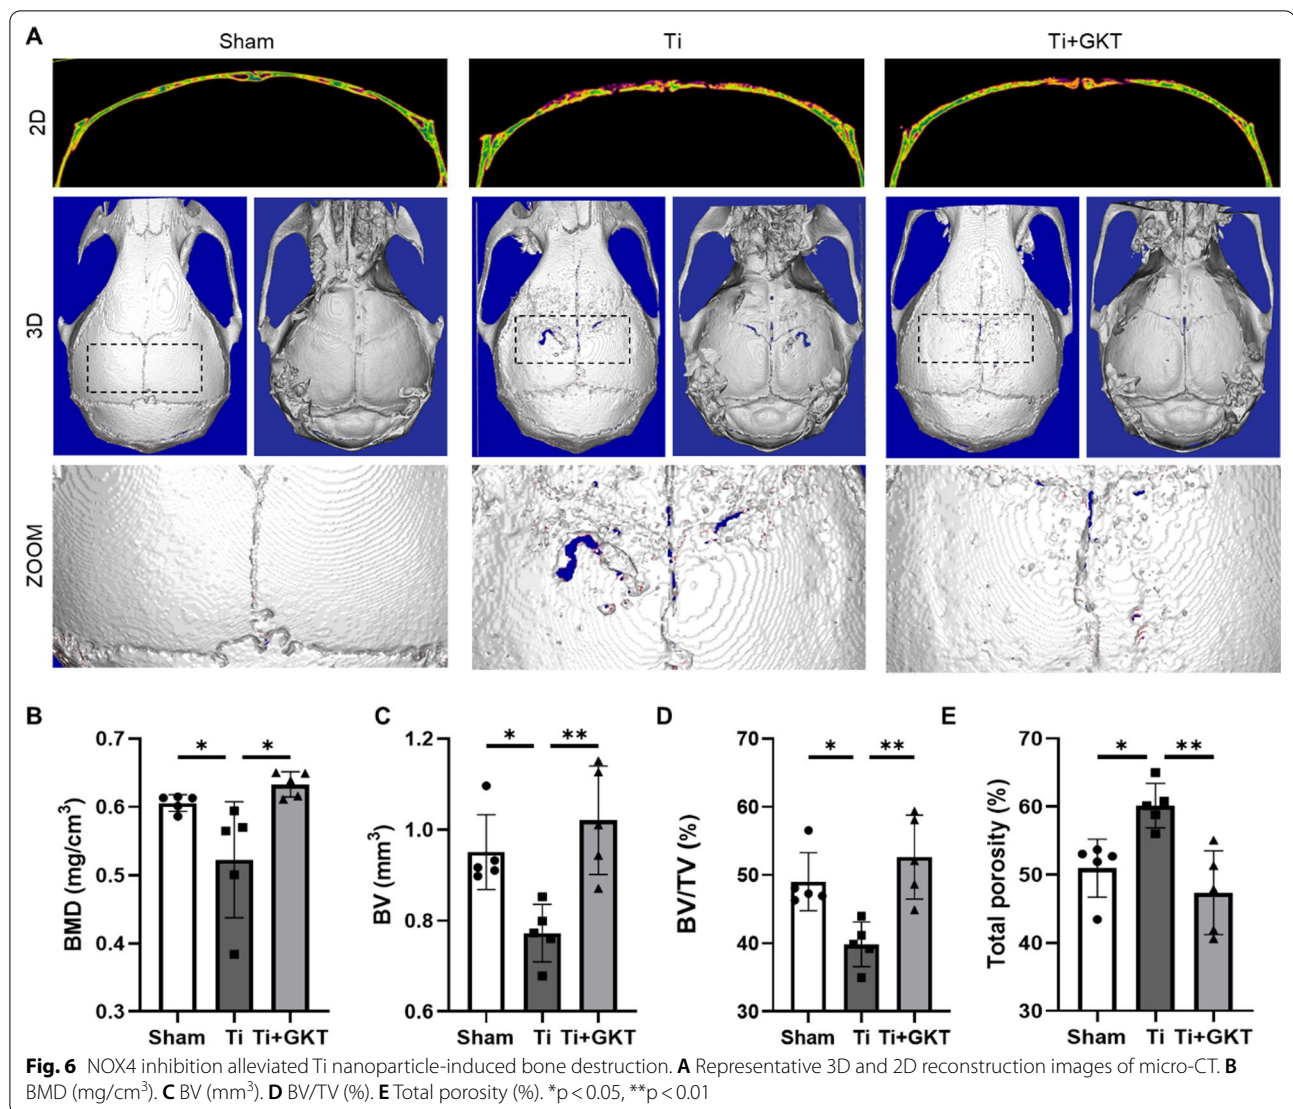 A
Sham
Ti
Ti+GKT
2D
3D
ZOOM
B
BMD (mg/cm³)
0.7
0.6
0.5
0.4
0.3
*
*
Sham
Ti
Ti+GKT
C
BV (mm³)
1.2
1.0
0.8
0.6
*
**
Sham
Ti
Ti+GKT
D
BV/TV (%)
70
60
50
40
30
*
**
Sham
Ti
Ti+GKT
E
Total porosity (%)
70
60
50
40
30
*
**
Sham
Ti
Ti+GKT
Fig. 6 NOX4 inhibition alleviated Ti nanoparticle-induced bone destruction. A Representative 3D and 2D reconstruction images of micro-CT. B
BMD (mg/cm³). C BV (mm³). D BV/TV (%). E Total porosity (%). *p < 0.05, **p < 0.01